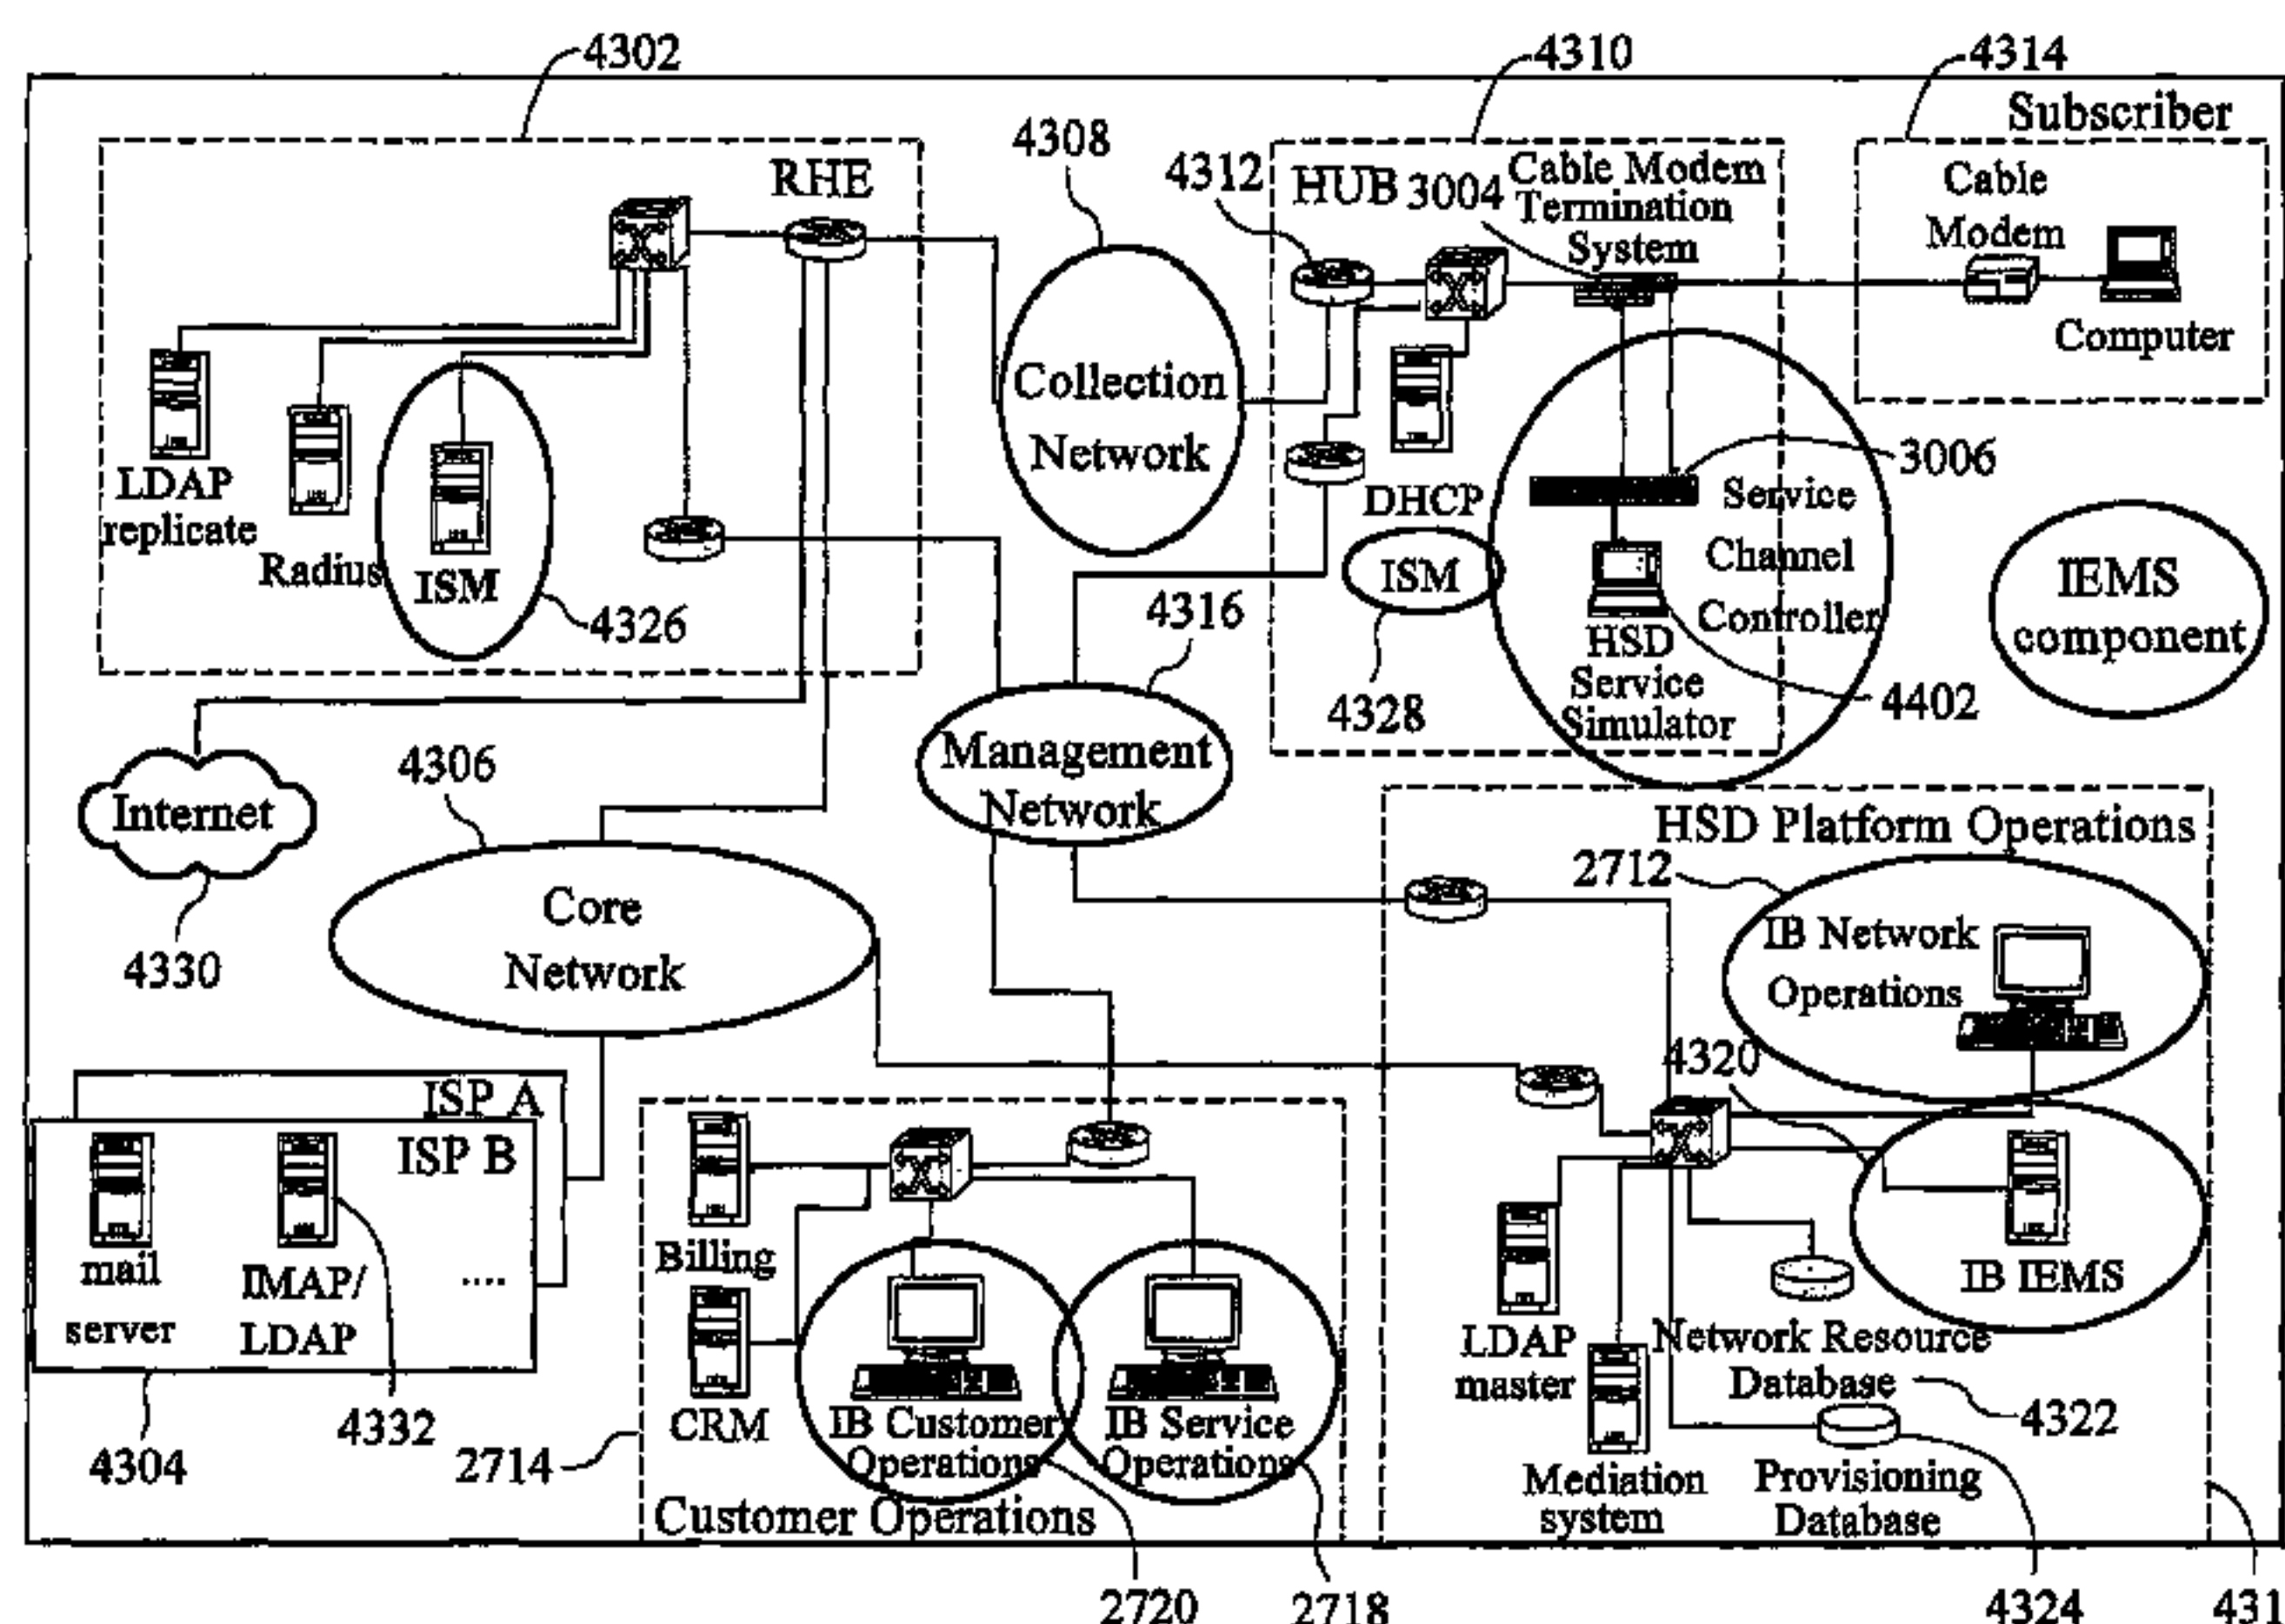 4302
4310
4314
Subscriber
4308
4312
HUB
3004
Cable Modem
Termination
System
Cable
Modem
Computer
RHE
LDAP
replicate
Radius
ISM
4326
Collection
Network
DHCP
ISM
4328
3006
Service
Channel
Controller
HSD
Service
Simulator
4402
IEMS
component
4316
Management
Network
Internet
4330
4306
Core
Network
HSD Platform Operations
2712
IB Network
Operations
4320
IB IEMS
ISP A
ISP B
mail
server
IMAP/
LDAP
....
4304
4332
2714
Billing
CRM
IB Customer
Operations
IB Service
Operations
Customer Operations
2720
2718
LDAP
master
Network Resource
Database
4322
Mediation
system
Provisioning
Database
4324